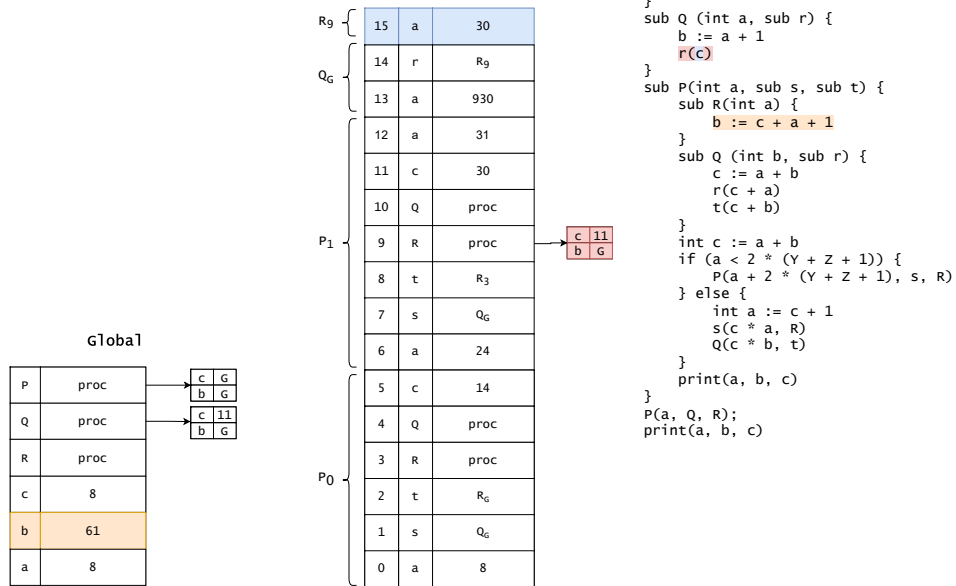 Global
P proc
c G
b G
Q proc
c 11
b G
R proc
c 8
b 61
a 8
R9
15 a 30
QG
14 r R9
13 a 930
P1
12 a 31
11 c 30
10 Q proc
9 R proc
c 11
b G
8 t R3
7 s QG
6 a 24
P0
5 c 14
4 Q proc
3 R proc
2 t RG
1 s QG
0 a 8
}
sub Q (int a, sub r) {
b := a + 1
r(c)
}
sub P(int a, sub s, sub t) {
sub R(int a) {
b := c + a + 1
}
sub Q (int b, sub r) {
c := a + b
r(c + a)
t(c + b)
}
int c := a + b
if (a < 2 * (Y + Z + 1)) {
P(a + 2 * (Y + Z + 1), s, R)
} else {
int a := c + 1
s(c * a, R)
Q(c * b, t)
}
print(a, b, c)
}
P(a, Q, R);
print(a, b, c)